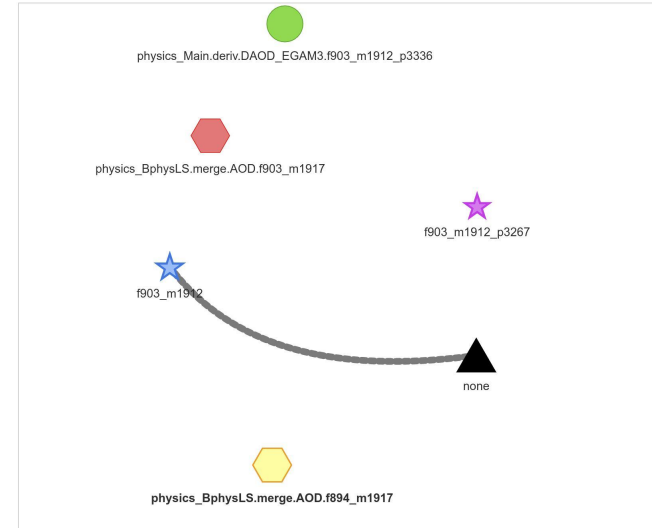 physics_Main.deriv.DAOD_EGAM3.f903_m1912_p3336
physics_BphysLS.merge.AOD.f903_m1917
f903_m1912_p3267
f903_m1912
none
physics_BphysLS.merge.AOD.f894_m1917